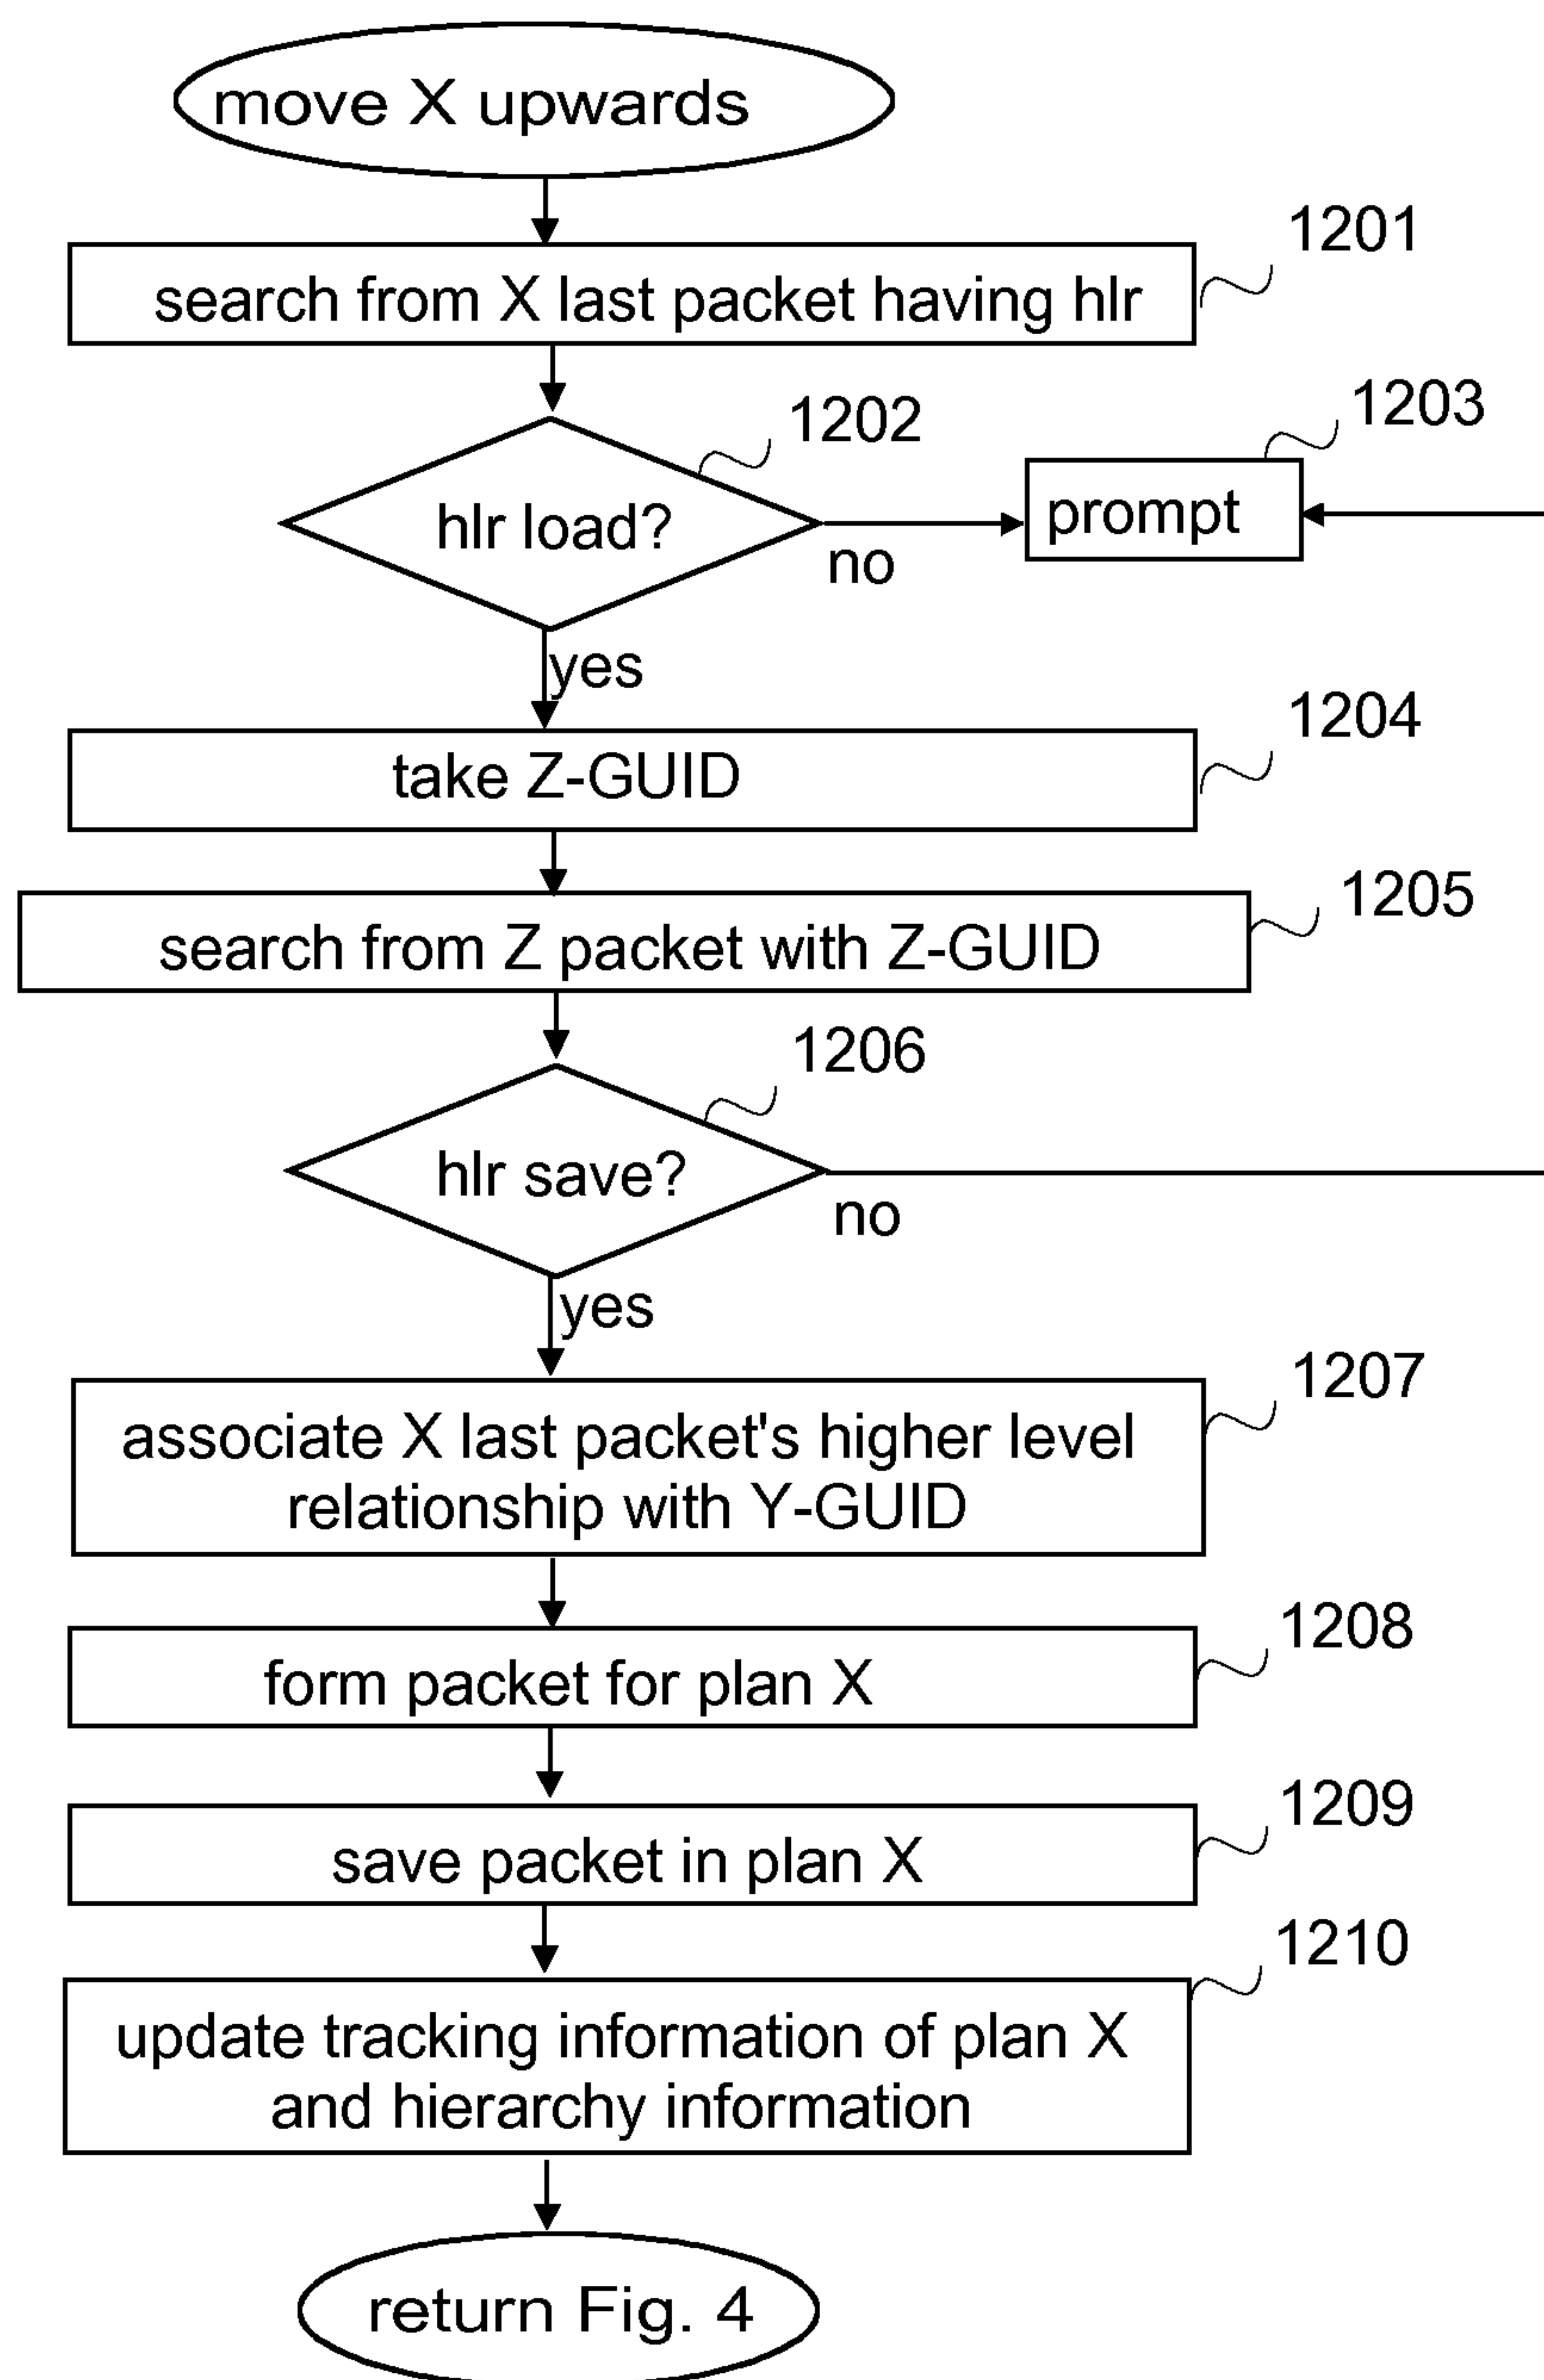 move X upwards
1201
search from X last packet having hlr
1202
1203
hlr load?
prompt
no
yes
1204
take Z-GUID
1205
search from Z packet with Z-GUID
1206
hlr save?
no
yes
1207
associate X last packet's higher level
relationship with Y-GUID
1208
form packet for plan X
1209
save packet in plan X
1210
update tracking information of plan X
and hierarchy information
return Fig. 4